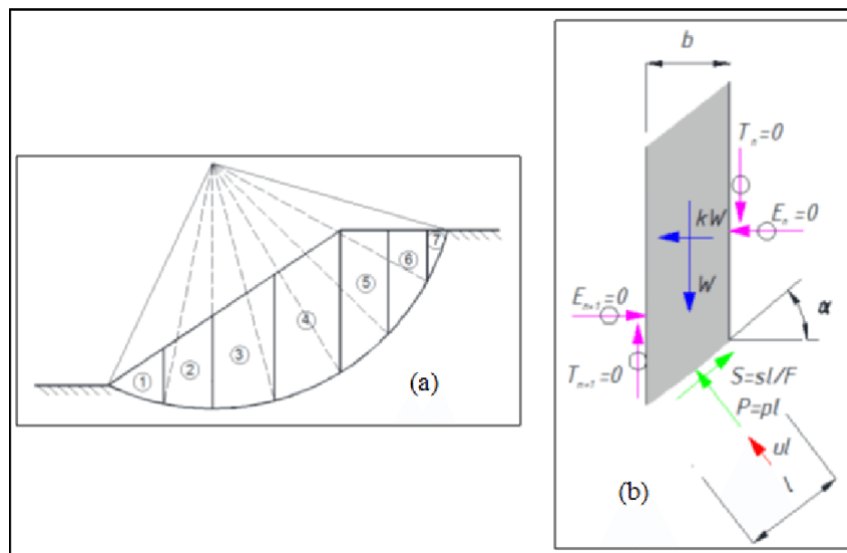 ①
②
③
④
⑤
⑥
⑦
(a)
b
Tₙ=0
kW
Eₙ=0
W
Eₙ₊₁=0
α
Tₙ₊₁=0
S=sl/F
P=pl
ul
l
(b)